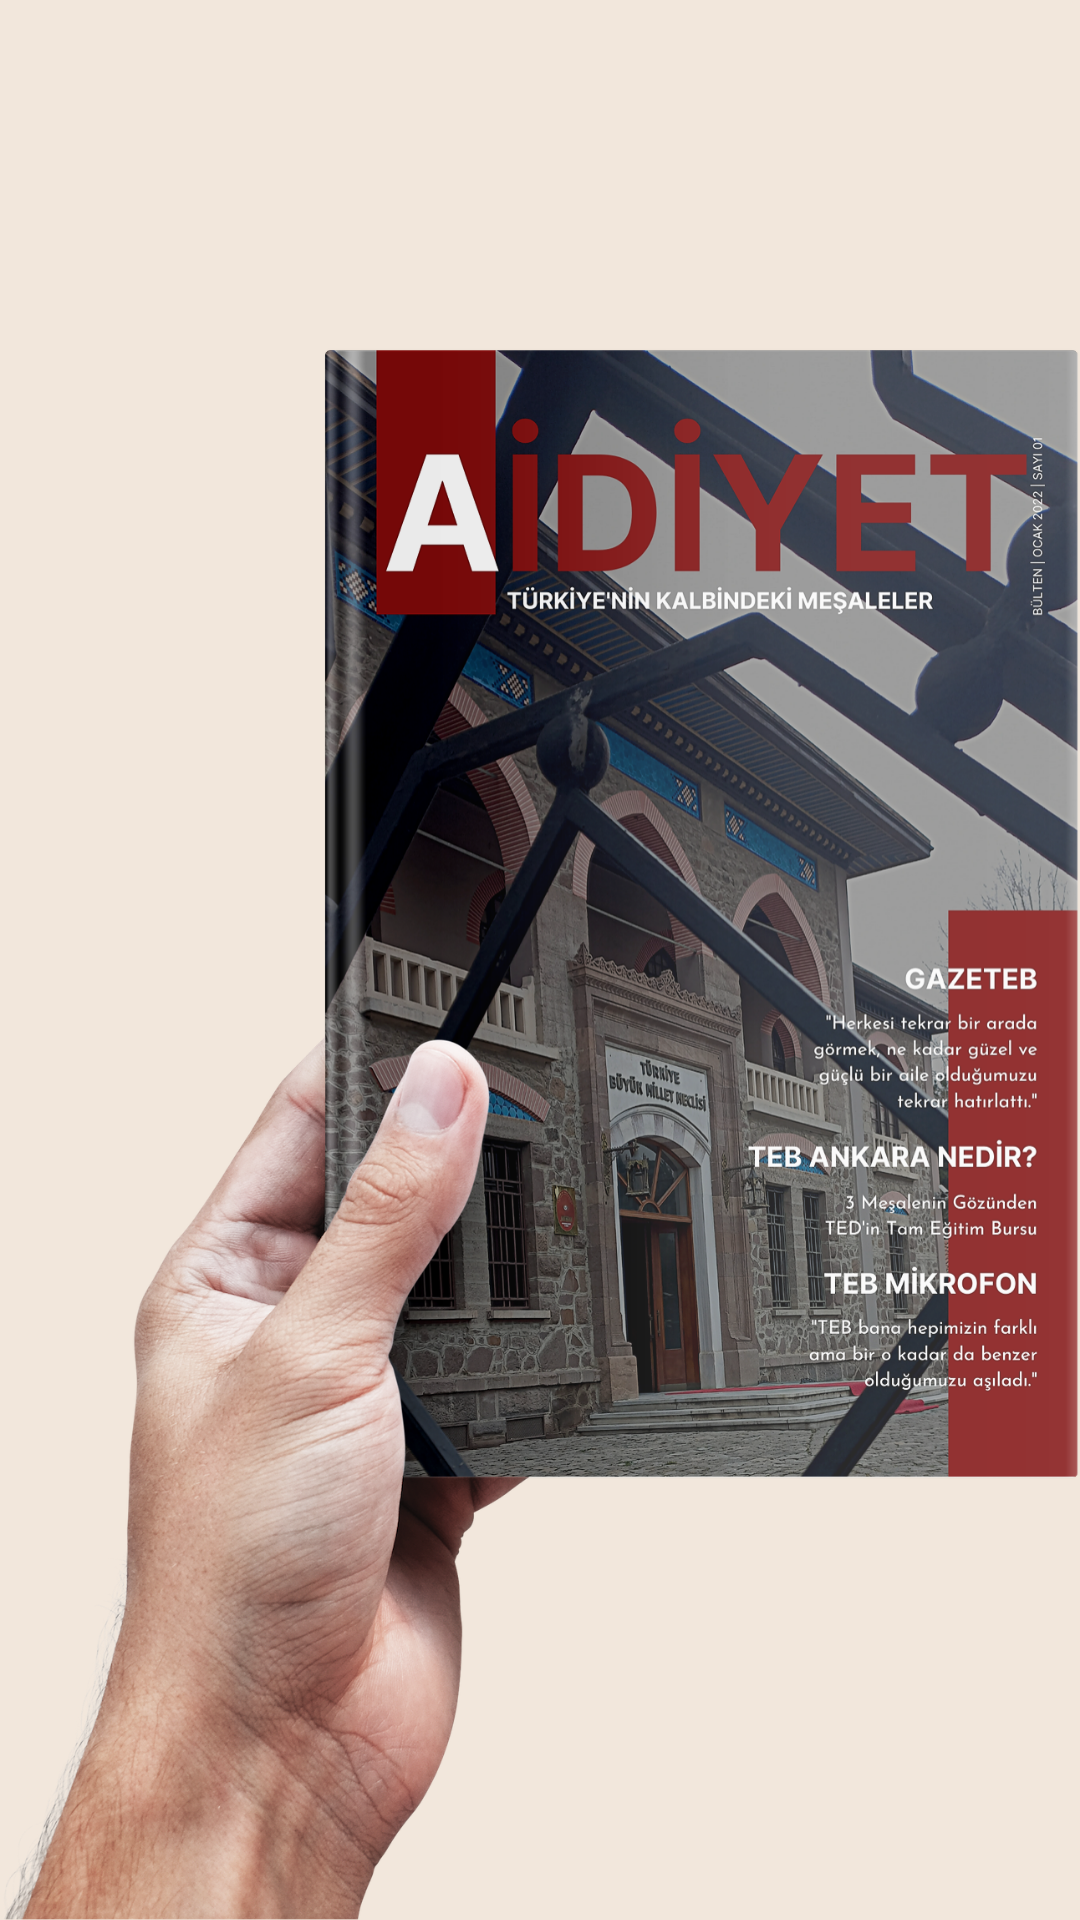 AİDİYET
TÜRKİYE'NİN KALBİNDEKİ MEŞALELER
BÜLTEN | OCAK 2022 | SAYI 01
TÜRKİYE
BÜYÜK MİLLET MECLİSİ
GAZETEB
"Herkesi tekrar bir arada
görmek, ne kadar güzel ve
güçlü bir aile olduğumuzu
tekrar hatırlattı."
TEB ANKARA NEDİR?
3 Meşalenin Gözünden
TED'in Tam Eğitim Bursu
TEB MİKROFON
"TEB bana hepimizin farklı
ama bir o kadar da benzer
olduğumuzu aşıladı."